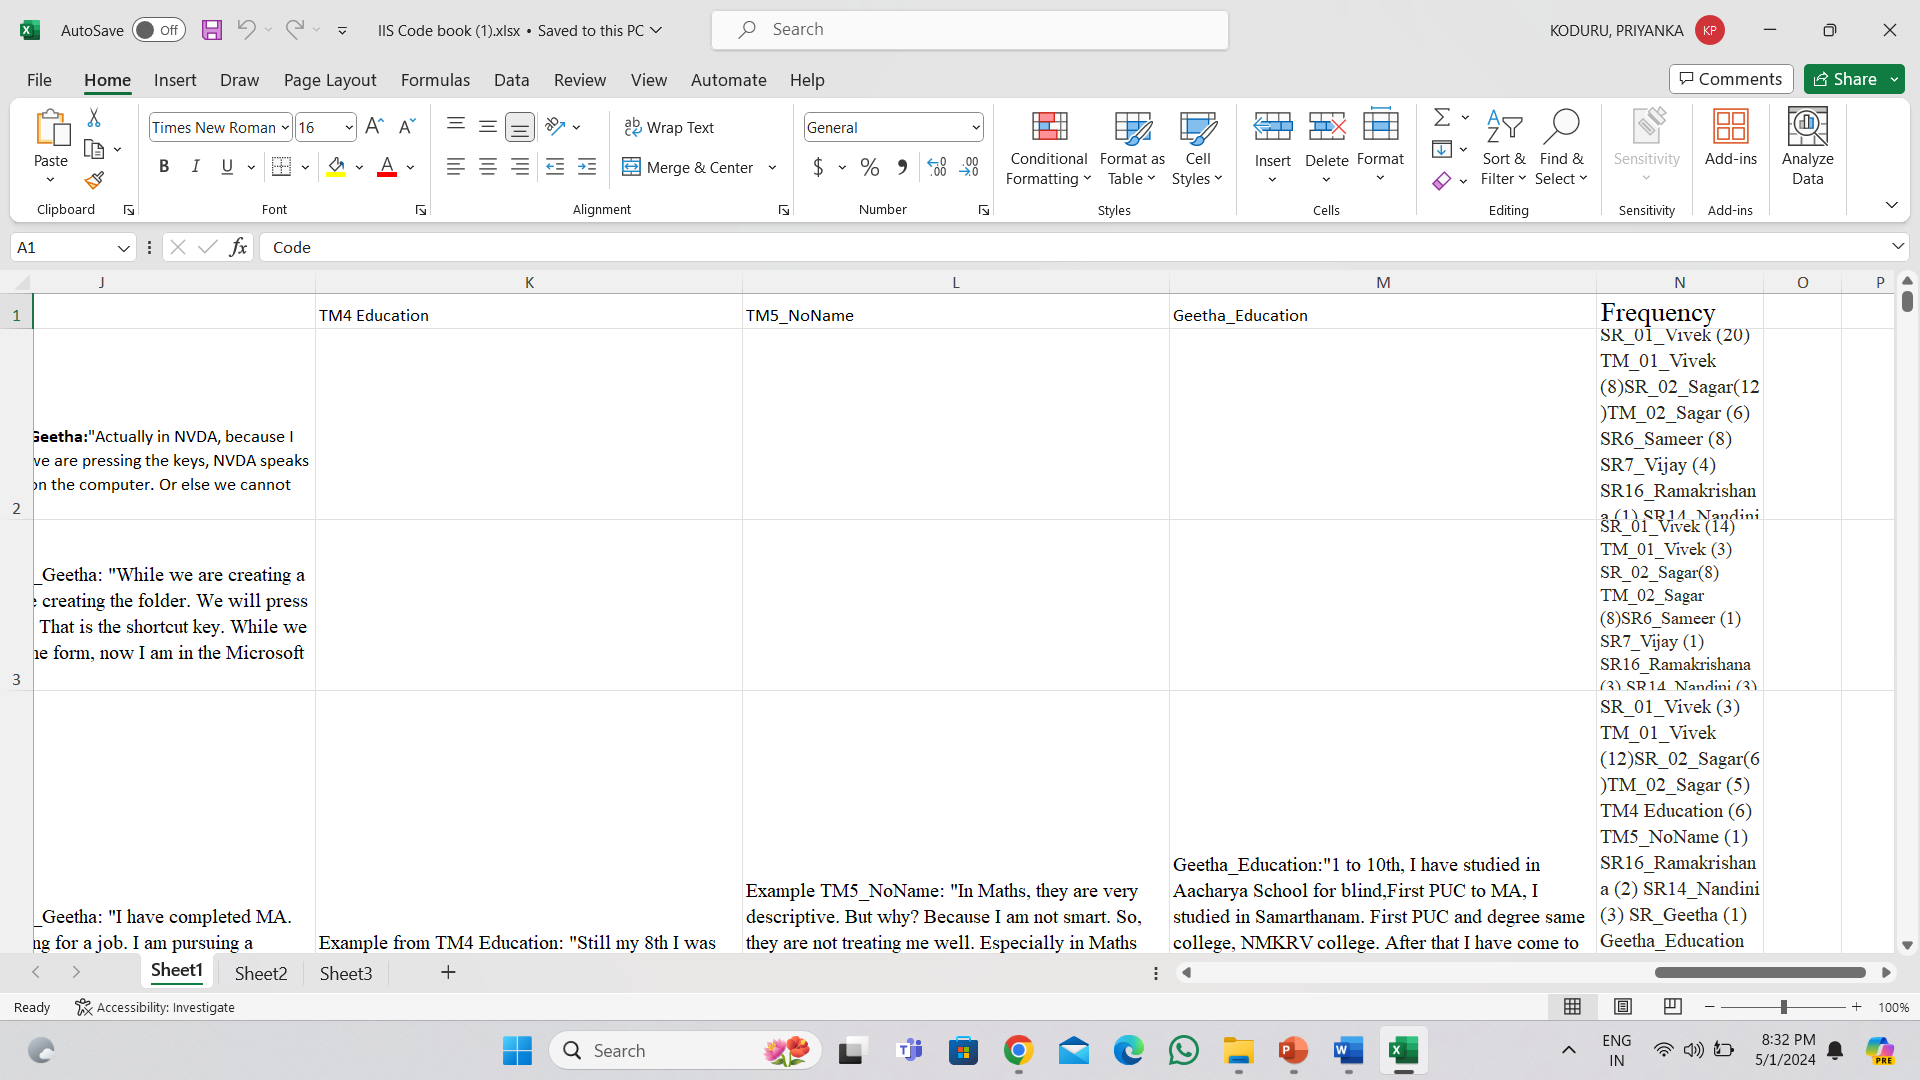 AutoSave Off IIS Code book (1).xlsx • Saved to this PC Search KODURU, PRIYANKA KP
File Home Insert Draw Page Layout Formulas Data Review View Automate Help Comments Share
Paste Times New Roman 16 Wrap Text General Conditional Formatting Format as Table Cell Styles Insert Delete Format Sort & Filter Find & Select Sensitivity Add-ins Analyze Data
B I U Merge & Center $ %
Clipboard Font Alignment Number Styles Cells Editing Sensitivity Add-ins
A1 fx Code
J K L M N O P
1 TM4 Education TM5_NoName Geetha_Education Frequency
2
Geetha:"Actually in NVDA, because I
we are pressing the keys, NVDA speaks
on the computer. Or else we cannot
SR_01_Vivek (20)
TM_01_Vivek
(8)SR_02_Sagar(12
)TM_02_Sagar (6)
SR6_Sameer (8)
SR7_Vijay (4)
SR16_Ramakrishan
a (1) SR14_Nandini
3
_Geetha: "While we are creating a
creating the folder. We will press
That is the shortcut key. While we
he form, now I am in the Microsoft
SR_01_Vivek (14)
TM_01_Vivek (3)
SR_02_Sagar(8)
TM_02_Sagar
(8)SR6_Sameer (1)
SR7_Vijay (1)
SR16_Ramakrishana
(3) SR14_Nandini (3)
_Geetha: "I have completed MA.
ng for a job. I am pursuing a
Example from TM4 Education: "Still my 8th I was
Example TM5_NoName: "In Maths, they are very
descriptive. But why? Because I am not smart. So,
they are not treating me well. Especially in Maths
Geetha_Education:"1 to 10th, I have studied in
Aacharya School for blind,First PUC to MA, I
studied in Samarthanam. First PUC and degree same
college, NMKRV college. After that I have come to
SR_01_Vivek (3)
TM_01_Vivek
(12)SR_02_Sagar(6
)TM_02_Sagar (5)
TM4 Education (6)
TM5_NoName (1)
SR16_Ramakrishan
a (2) SR14_Nandini
(3) SR_Geetha (1)
Geetha_Education
Sheet1 Sheet2 Sheet3
Ready Accessibility: Investigate 100%
Search ENG IN 8:32 PM 5/1/2024 PRE